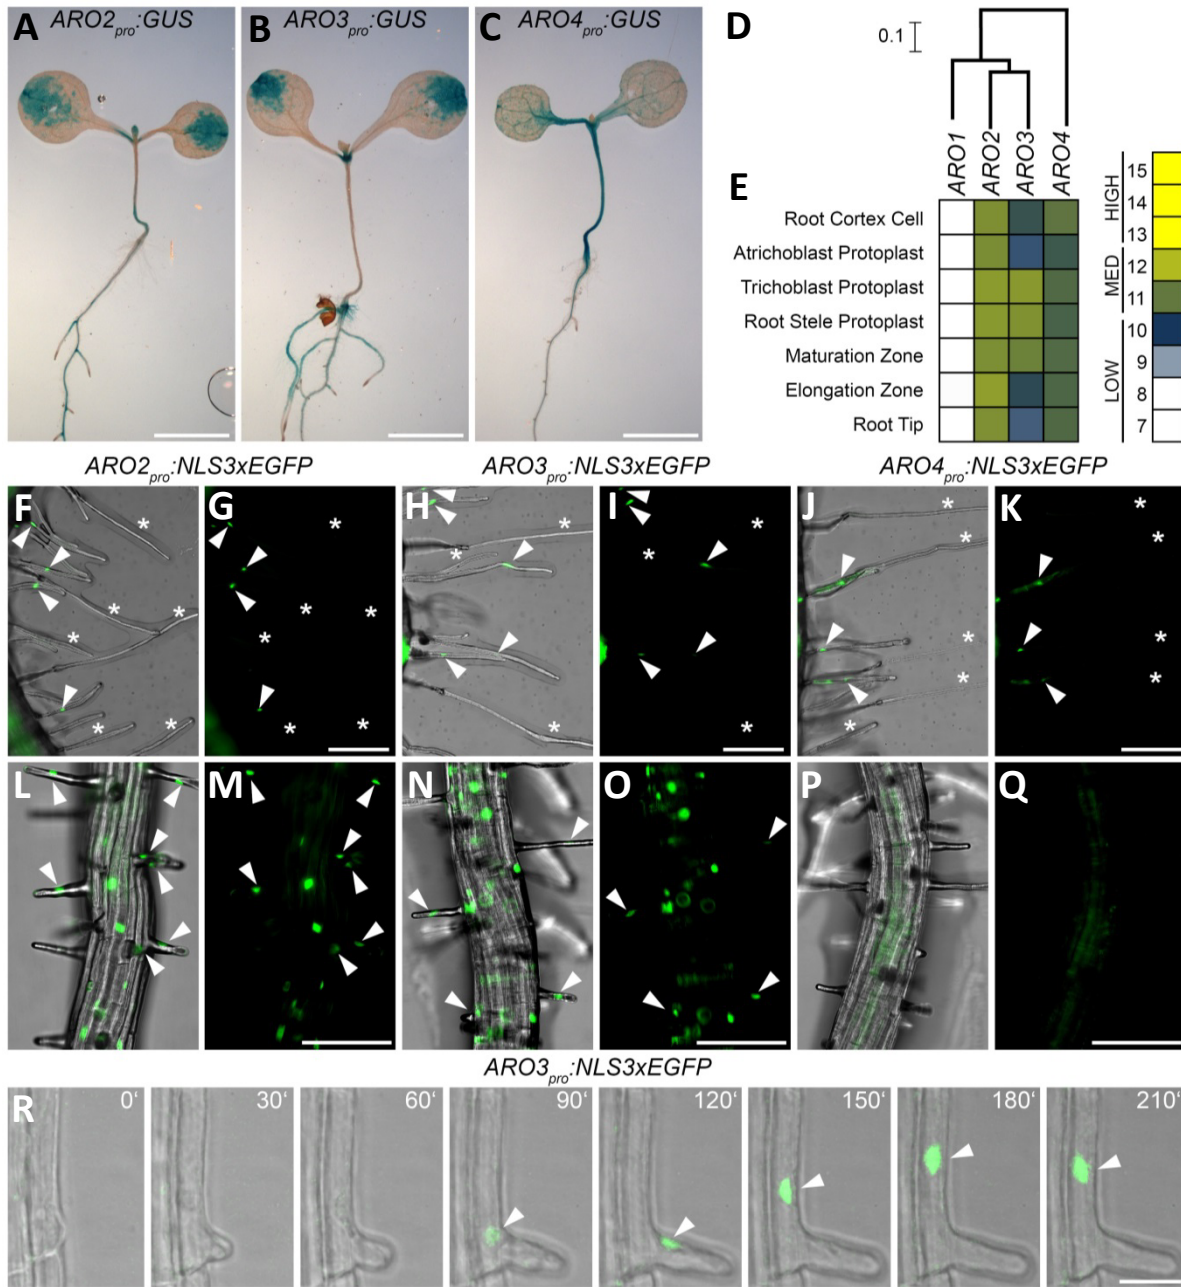 A ARO2pro:GUS
B ARO3pro:GUS
C ARO4pro:GUS
D
0.1
ARO1 ARO2 ARO3 ARO4
E
Root Cortex Cell
Atrichoblast Protoplast
Trichoblast Protoplast
Root Stele Protoplast
Maturation Zone
Elongation Zone
Root Tip
HIGH
15
14
13
MED
12
11
LOW
10
9
8
7
ARO2pro:NLS3xEGFP ARO3pro:NLS3xEGFP ARO4pro:NLS3xEGFP
F G H I J K
* * * * * * * * * * * * * * * * * * * * * * * *
L M N O P Q
ARO3pro:NLS3xEGFP
R 0‘ 30‘ 60‘ 90‘ 120‘ 150‘ 180‘ 210‘